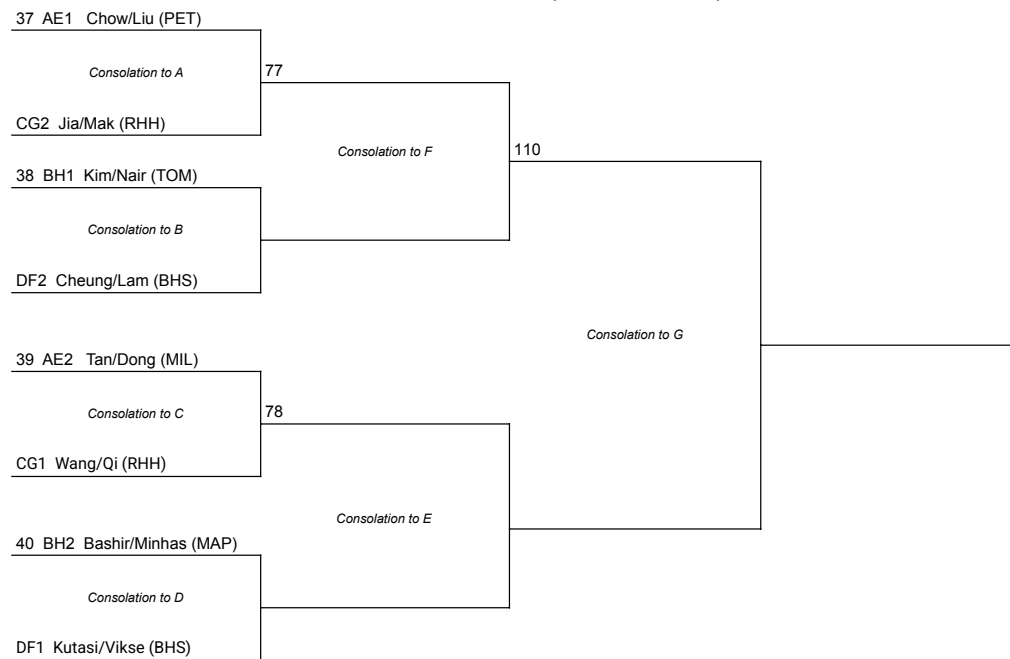 37 AE1 Chow/Liu (PET)
Consolation to A
77
CG2 Jia/Mak (RHH)
Consolation to F
110
38 BH1 Kim/Nair (TOM)
Consolation to B
DF2 Cheung/Lam (BHS)
Consolation to G
39 AE2 Tan/Dong (MIL)
Consolation to C
78
CG1 Wang/Qi (RHH)
Consolation to E
40 BH2 Bashir/Minhas (MAP)
Consolation to D
DF1 Kutasi/Vikse (BHS)